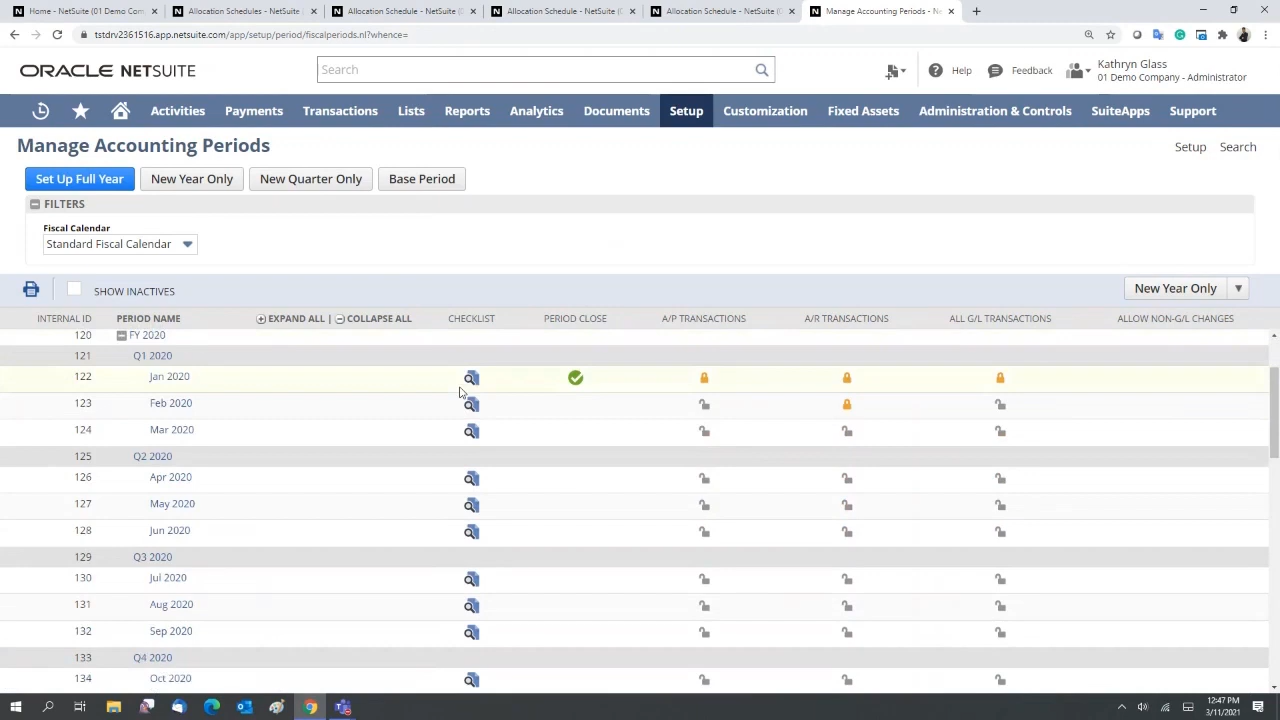 Home - NetSuite (01 Demo Com
Allocation Schedules - NetSuite
Allocation Schedule - NetSuite (0
Allocation Schedule - NetSuite (0
Allocation Schedule - NetSuite (0
Manage Accounting Periods - Ne
tstdrv2361516.app.netsuite.com/app/setup/period/fiscalperiods.nl?whence=
ORACLE NETSUITE
Search
Help
Feedback
Kathryn Glass
01 Demo Company - Administrator
Activities
Payments
Transactions
Lists
Reports
Analytics
Documents
Setup
Customization
Fixed Assets
Administration & Controls
SuiteApps
Support
Manage Accounting Periods
Setup
Search
Set Up Full Year
New Year Only
New Quarter Only
Base Period
FILTERS
Fiscal Calendar
Standard Fiscal Calendar
SHOW INACTIVES
New Year Only
INTERNAL ID
PERIOD NAME
EXPAND ALL | COLLAPSE ALL
CHECKLIST
PERIOD CLOSE
A/P TRANSACTIONS
A/R TRANSACTIONS
ALL G/L TRANSACTIONS
ALLOW NON-G/L CHANGES
120 FY 2020
121 Q1 2020
122 Jan 2020
123 Feb 2020
124 Mar 2020
125 Q2 2020
126 Apr 2020
127 May 2020
128 Jun 2020
129 Q3 2020
130 Jul 2020
131 Aug 2020
132 Sep 2020
133 Q4 2020
134 Oct 2020
12:47 PM
3/11/2021